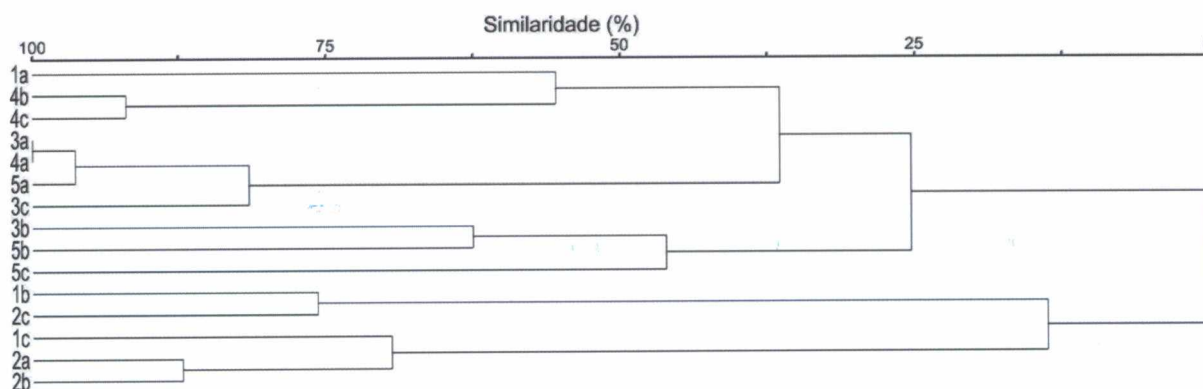 Similaridade (%)
100 75 50 25
1a
4b
4c
3a
4a
5a
3c
3b
5b
5c
1b
2c
1c
2a
2b